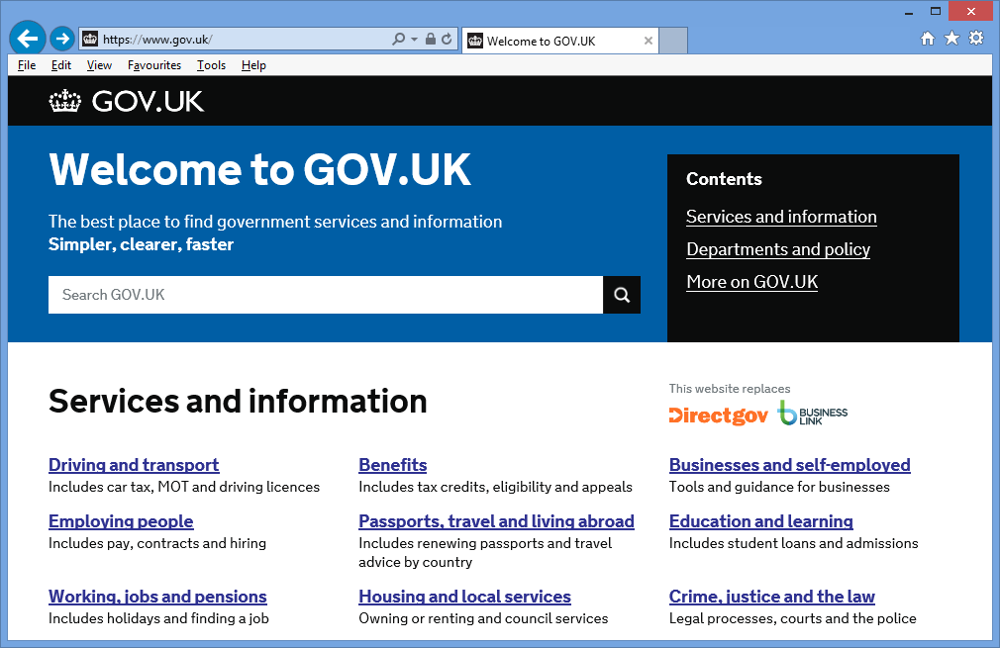 https://www.gov.uk/
Welcome to GOV.UK
File Edit View Favourites Tools Help
GOV.UK
Welcome to GOV.UK
The best place to find government services and information
Simpler, clearer, faster
Search GOV.UK
Contents
Services and information
Departments and policy
More on GOV.UK
Services and information
This website replaces
Directgov BUSINESS
LINK
Driving and transport
Includes car tax, MOT and driving licences
Benefits
Includes tax credits, eligibility and appeals
Businesses and self-employed
Tools and guidance for businesses
Employing people
Includes pay, contracts and hiring
Passports, travel and living abroad
Includes renewing passports and travel
advice by country
Education and learning
Includes student loans and admissions
Working, jobs and pensions
Includes holidays and finding a job
Housing and local services
Owning or renting and council services
Crime, justice and the law
Legal processes, courts and the police